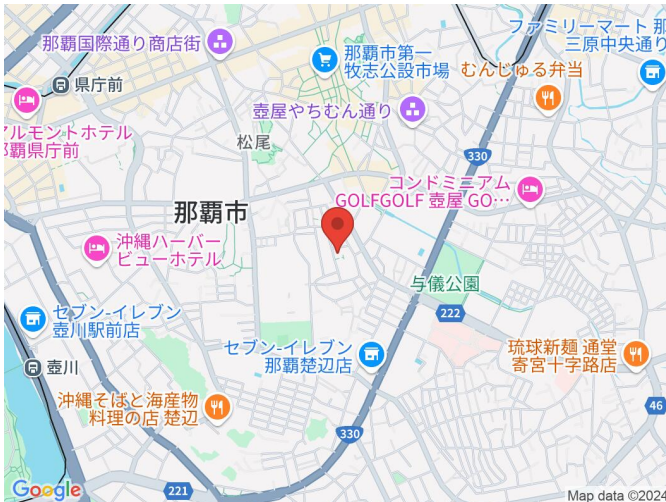 那覇国際通り商店街
県庁前
アルモントホテル
那覇県庁前
松尾
那覇市第一
牧志公設市場
壺屋やちむん通り
ファミリーマート 那
三原中央通り
むんじゅる弁当
330
コンドミニアム
GOLFGOLF 壺屋 GO…
那覇市
沖縄ハーバー
ビューホテル
与儀公園
222
セブン-イレブン
壺川駅前店
壺川
セブン-イレブン
那覇楚辺店
琉球新麺 通堂
寄宮十字路店
沖縄そばと海産物
料理の店 楚辺
46
330
221
Google
Map data ©2024